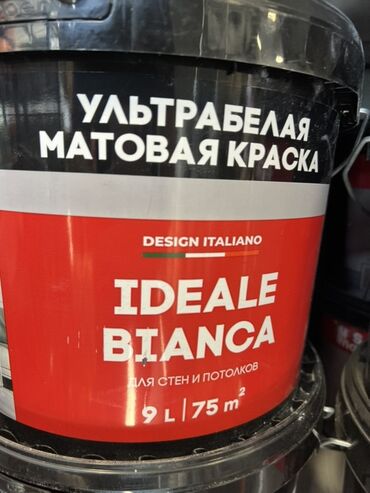 УЛЬТРАБЕЛАЯ
МАТОВАЯ КРАСКА
DESIGN ITALIANO
IDEALE
BIANCA
ДЛЯ СТЕН И ПОТОЛКОВ
9 L | 75 m²